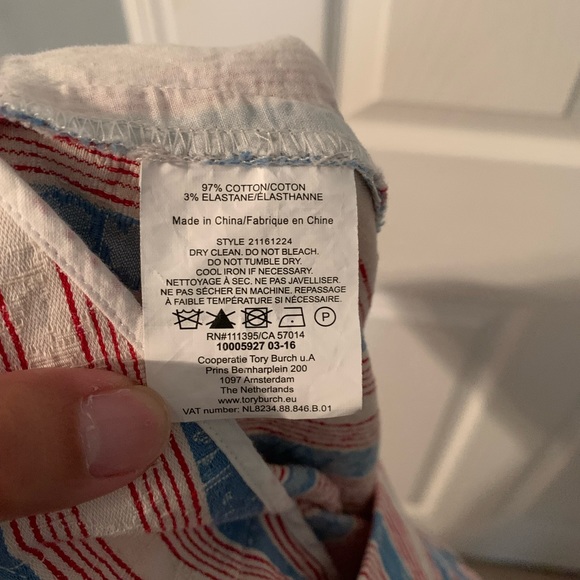 97% COTTON/COTON
3% ELASTANE/ÉLASTHANNE
Made in China/Fabrique en Chine
STYLE 21161224
DRY CLEAN. DO NOT BLEACH.
DO NOT TUMBLE DRY.
COOL IRON IF NECESSARY.
NETTOYAGE À SEC. NE PAS JAVELLISER.
NE PAS SÉCHER EN MACHINE. REPASSAGE
À FAIBLE TEMPÉRATURE SI NÉCESSAIRE.
P
RN#111395/CA 57014
10005927 03-16
Cooperatie Tory Burch u.A
Prins Bernharplein 200
1097 Amsterdam
The Netherlands
www.toryburch.eu
VAT number: NL8234.88.846.B.01